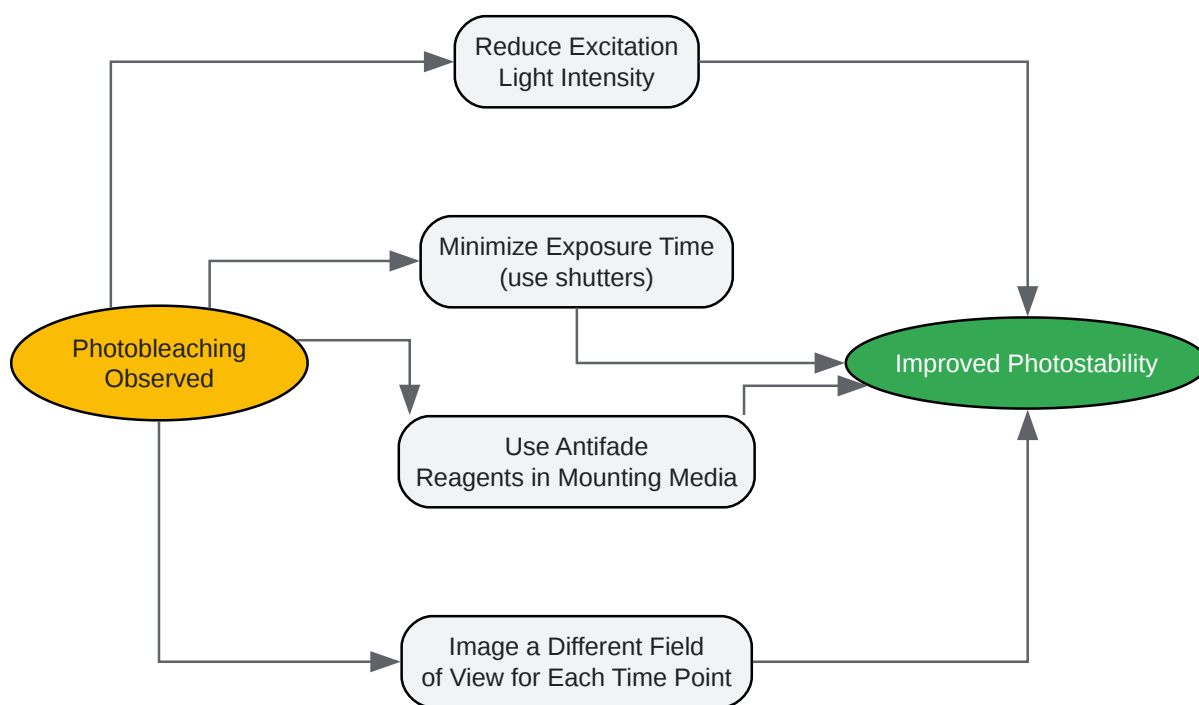 Reduce Excitation
Light Intensity
Minimize Exposure Time
(use shutters)
Photobleaching
Observed
Improved Photostability
Use Antifade
Reagents in Mounting Media
Image a Different Field
of View for Each Time Point